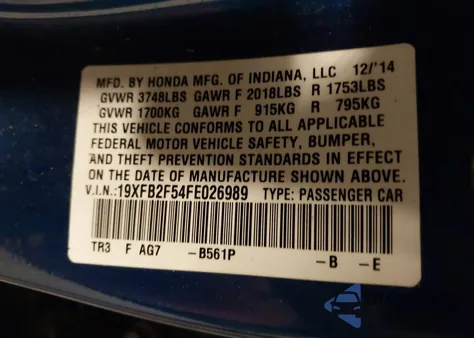 MFD. BY HONDA MFG. OF INDIANA, LLC 12/'14
GVWR 3748LBS GAWR F 2018LBS R 1753LBS
GVWR 1700KG GAWR F 915KG R 795KG
THIS VEHICLE CONFORMS TO ALL APPLICABLE
FEDERAL MOTOR VEHICLE SAFETY, BUMPER,
AND THEFT PREVENTION STANDARDS IN EFFECT
ON THE DATE OF MANUFACTURE SHOWN ABOVE.
V.I.N.: 19XFB2F54FE026989 TYPE: PASSENGER CAR
TR3 F AG7 -B561P -B -E